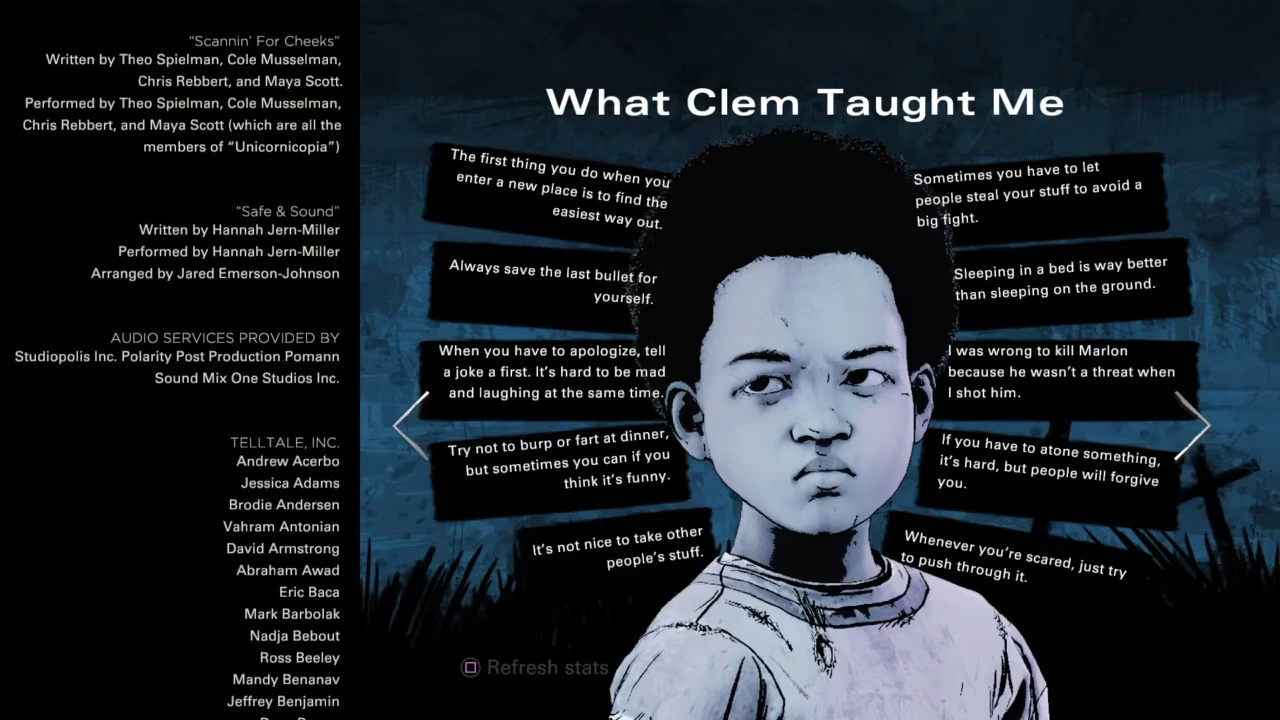 “Scannin’ For Cheeks”
Written by Theo Spielman, Cole Musselman,
Chris Rebbert, and Maya Scott.
Performed by Theo Spielman, Cole Musselman,
Chris Rebbert, and Maya Scott (which are all the
members of “Unicornicopia”)
“Safe & Sound”
Written by Hannah Jern-Miller
Performed by Hannah Jern-Miller
Arranged by Jared Emerson-Johnson
AUDIO SERVICES PROVIDED BY
Studiopolis Inc. Polarity Post Production Pomann
Sound Mix One Studios Inc.
TELLTALE, INC.
Andrew Acerbo
Jessica Adams
Brodie Andersen
Vahram Antonian
David Armstrong
Abraham Awad
Eric Baca
Mark Barbolak
Nadja Bebout
Ross Beeley
Mandy Benanav
Jeffrey Benjamin
What Clem Taught Me
The first thing you do when you
enter a new place is to find the
easiest way out.
Always save the last bullet for
yourself.
When you have to apologize, tell
a joke a first. It’s hard to be mad
and laughing at the same time.
Try not to burp or fart at dinner,
but sometimes you can if you
think it’s funny.
It’s not nice to take other
people’s stuff.
Sometimes you have to let
people steal your stuff to avoid a
big fight.
Sleeping in a bed is way better
than sleeping on the ground.
I was wrong to kill Marlon
because he wasn’t a threat when
I shot him.
If you have to atone something,
it’s hard, but people will forgive
you.
Whenever you’re scared, just try
to push through it.
Refresh stats